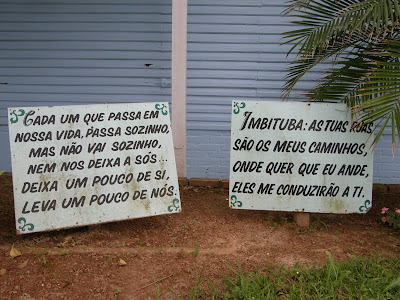 CADA UM QUE PASSA EM
NOSSA VIDA, PASSA SOZINHO,
MAS NÃO VAI SOZINHO,
NEM NOS DEIXA A SÓS...
DEIXA UM POUCO DE SI,
LEVA UM POUCO DE NÓS.
IMBITUBA: AS TUAS RUAS
SÃO OS MEUS CAMINHOS,
ONDE QUER QUE EU ANDE,
ELES ME CONDUZIRÃO A TI.